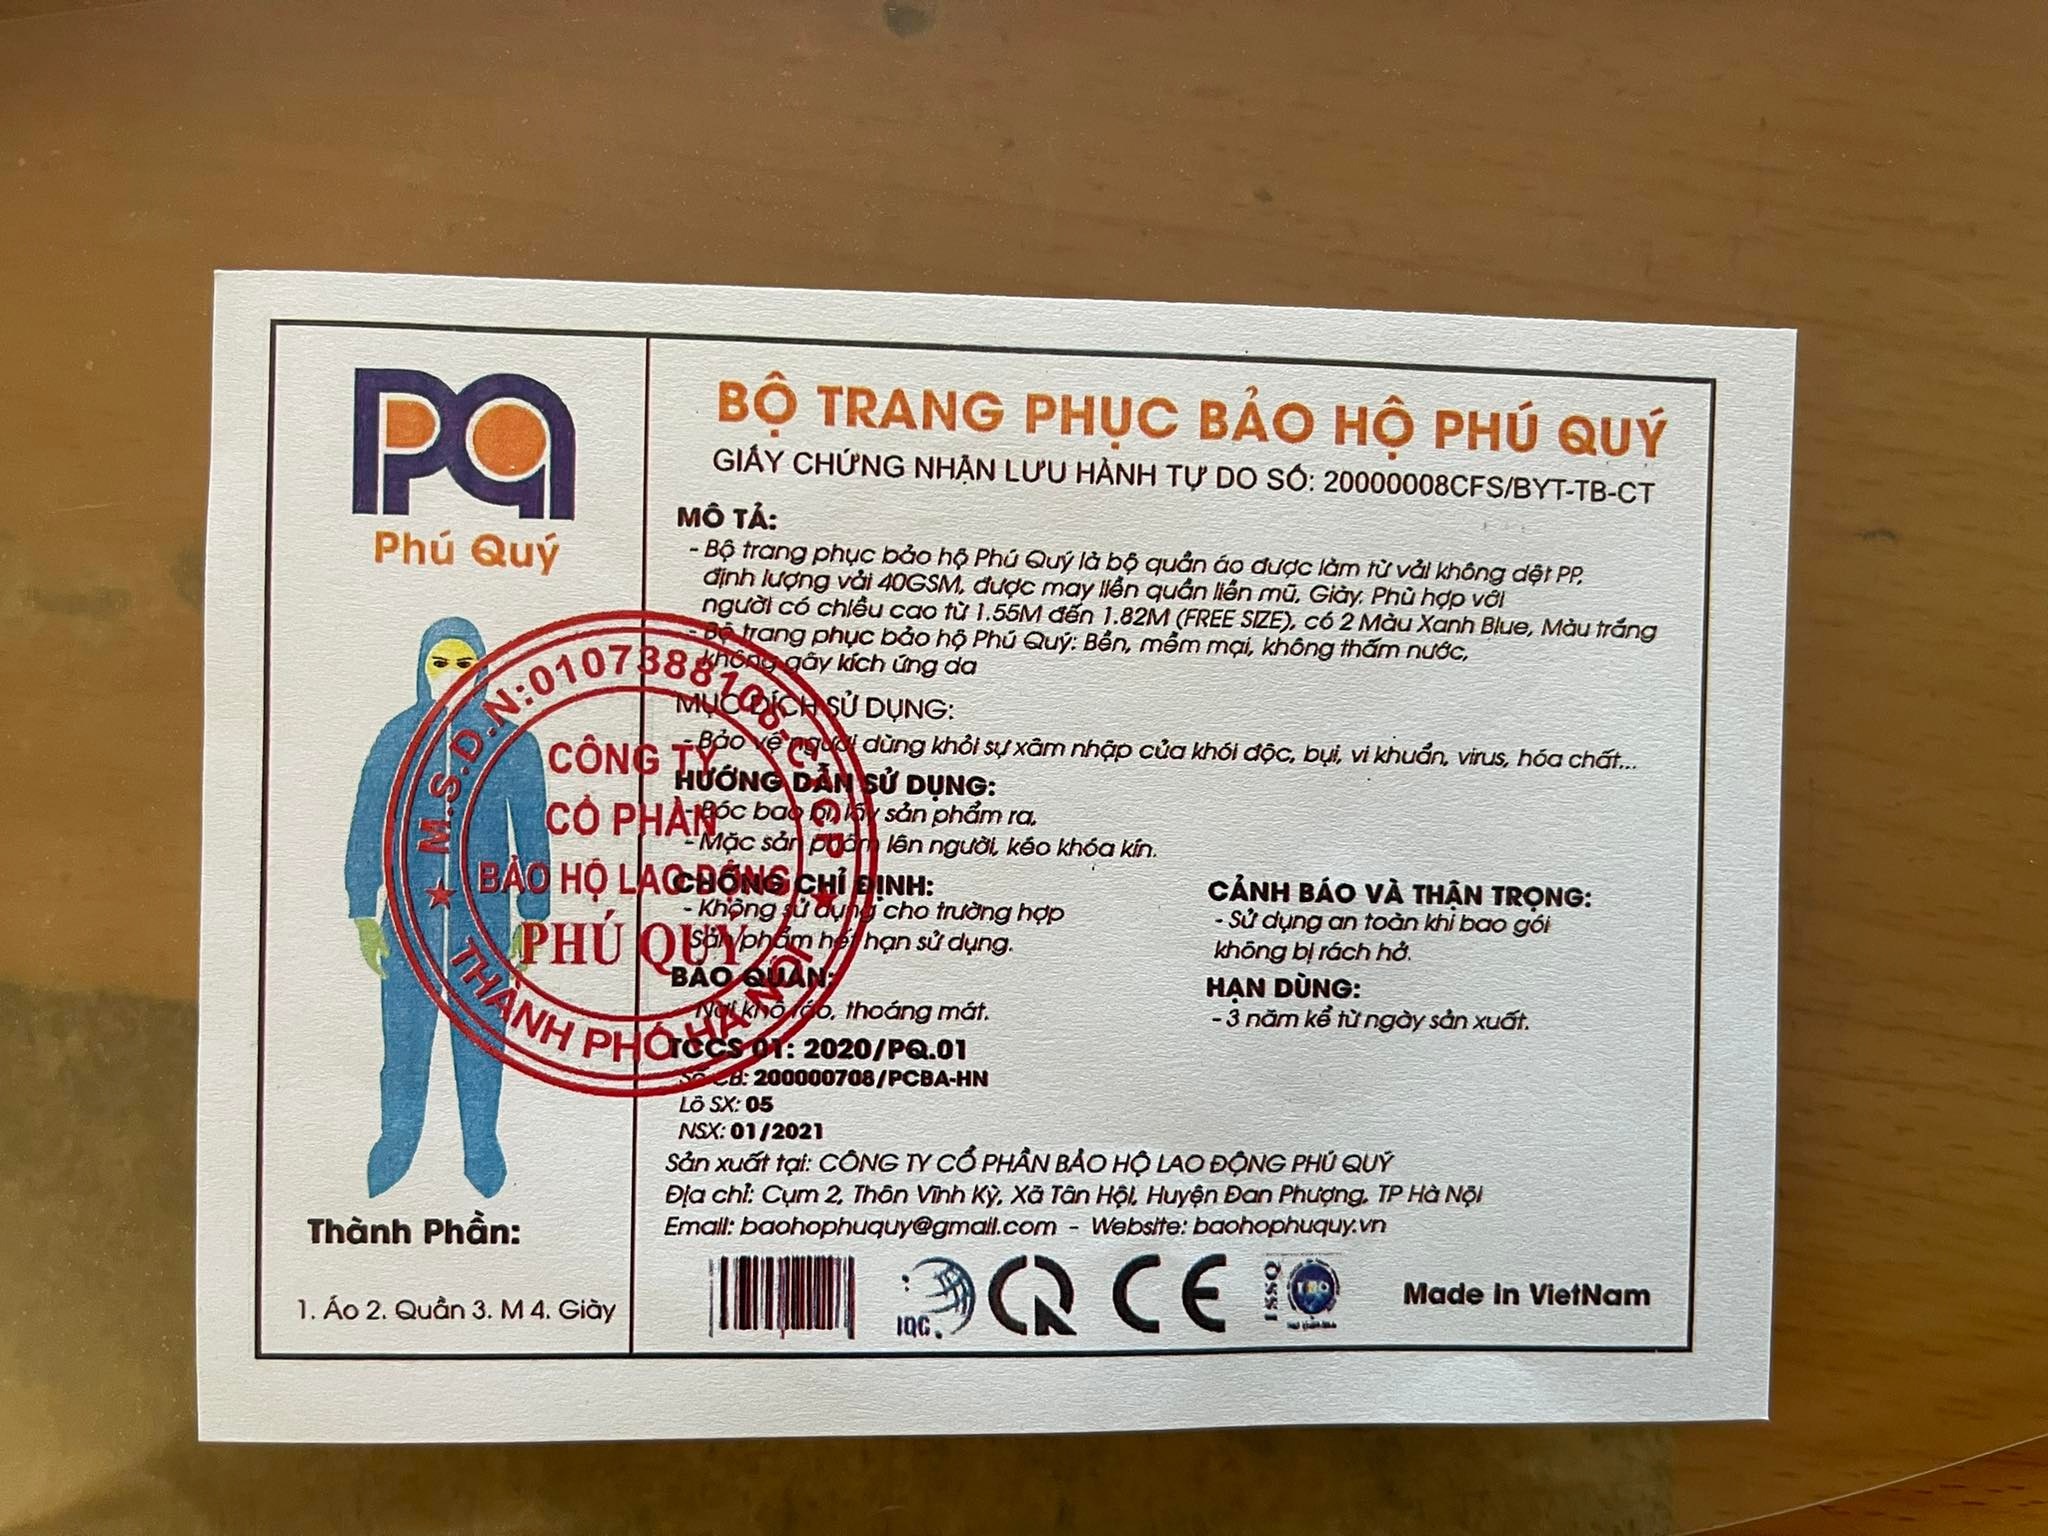 PQ
Phú Quý
BỘ TRANG PHỤC BẢO HỘ PHÚ QUÝ
GIẤY CHỨNG NHẬN LƯU HÀNH TỰ DO SỐ: 20000008CFS/BYT-TB-CT
MÔ TẢ:
- Bộ trang phục bảo hộ Phú Quý là bộ quần áo được làm từ vải không dệt PP,
định lượng vải 40GSM, được may liền quần liền mũ, Giày. Phù hợp với
người có chiều cao từ 1.55M đến 1.82M (FREE SIZE), có 2 Màu Xanh Blue, Màu trắng
- Bộ trang phục bảo hộ Phú Quý: Bền, mềm mại, không thấm nước,
không gây kích ứng da
MỤC ĐÍCH SỬ DỤNG:
- Bảo vệ người dùng khỏi sự xâm nhập của khói độc, bụi, vi khuẩn, virus, hóa chất...
HƯỚNG DẪN SỬ DỤNG:
- Bóc bao bì lấy sản phẩm ra,
- Mặc sản phẩm lên người, kéo khóa kín.
CHỐNG CHỈ ĐỊNH:
- Không sử dụng cho trường hợp
Sản phẩm hết hạn sử dụng.
BẢO QUẢN:
- Nơi khô ráo, thoáng mát.
CẢNH BÁO VÀ THẬN TRỌNG:
- Sử dụng an toàn khi bao gói
không bị rách hở.
HẠN DÙNG:
- 3 năm kể từ ngày sản xuất.
TCCS 01: 2020/PQ.01
Số CB: 200000708/PCBA-HN
Lô SX: 05
NSX: 01/2021
Sản xuất tại: CÔNG TY CỔ PHẦN BẢO HỘ LAO ĐỘNG PHÚ QUÝ
Địa chỉ: Cụm 2, Thôn Vĩnh Kỳ, Xã Tân Hội, Huyện Đan Phượng, TP Hà Nội
Email: baohophuquy@gmail.com - Website: baohophuquy.vn
IQC
CE
ISSQ
Made in VietNam
Thành Phần:
1. Áo 2. Quần 3. M 4. Giày
M.S.D.N:0107388106-C.T.C.P
CÔNG TY
CỔ PHẦN
BẢO HỘ LAO ĐỘNG
PHÚ QUÝ
THÀNH PHỐ HÀ NỘI